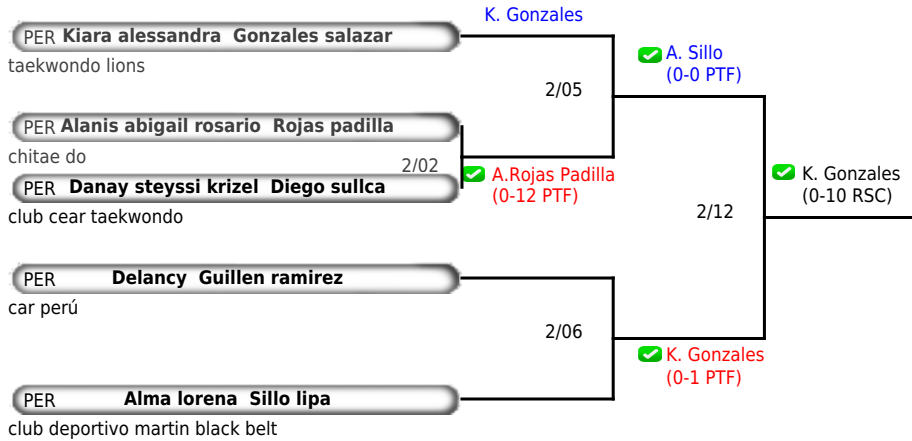 K. Gonzales
PER Kiara alessandra  Gonzales salazar
taekwondo lions
A. Sillo
(0-0 PTF)
2/05
PER Alanis abigail rosario  Rojas padilla
chitae do
2/02
A.Rojas Padilla
(0-12 PTF)
K. Gonzales
(0-10 RSC)
PER Danay steyssi krizel  Diego sullca
club cear taekwondo
2/12
PER Delancy  Guillen ramirez
car perú
2/06
K. Gonzales
(0-1 PTF)
PER Alma lorena  Sillo lipa
club deportivo martin black belt